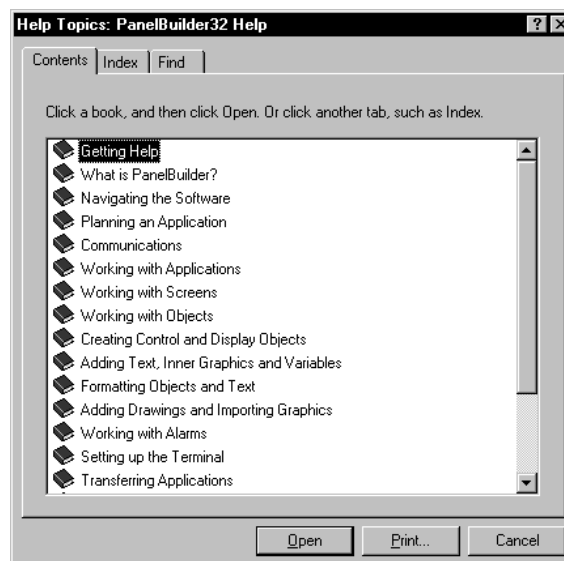 Help Topics: PanelBuilder32 Help
Contents Index Find
Click a book, and then click Open. Or click another tab, such as Index.
Getting Help
What is PanelBuilder?
Navigating the Software
Planning an Application
Communications
Working with Applications
Working with Screens
Working with Objects
Creating Control and Display Objects
Adding Text, Inner Graphics and Variables
Formatting Objects and Text
Adding Drawings and Importing Graphics
Working with Alarms
Setting up the Terminal
Transferring Applications
Open Print... Cancel